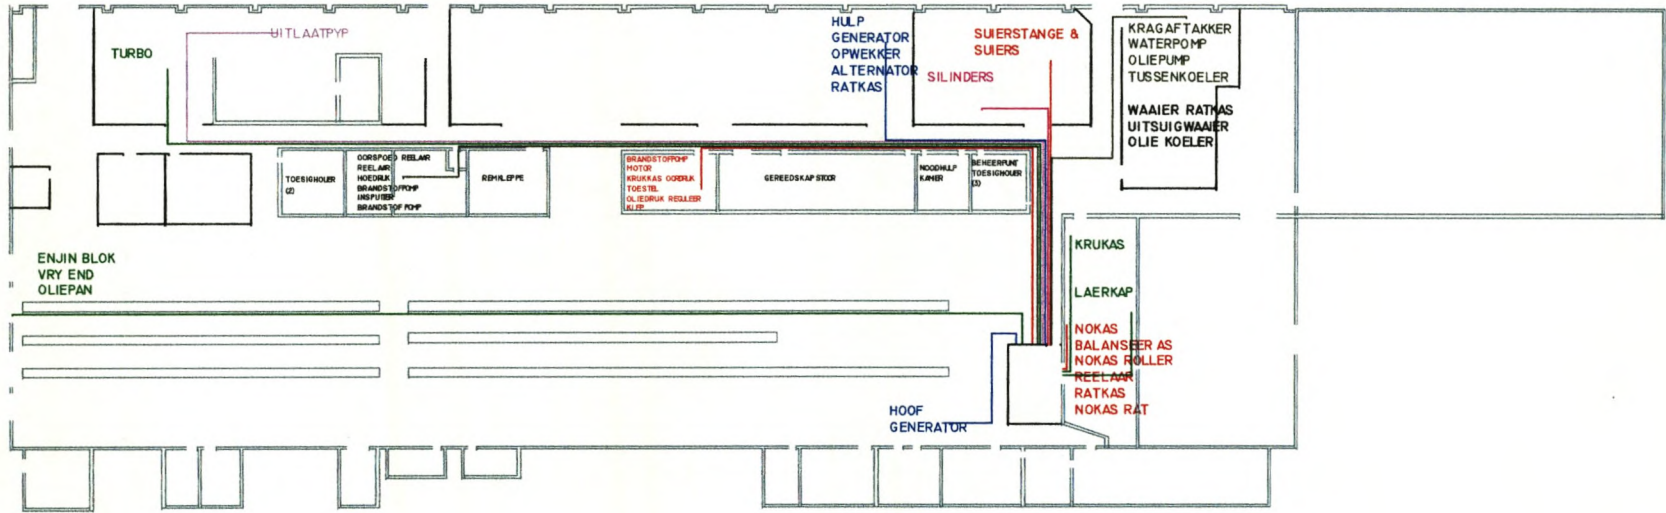 TURBO
UITLAATPYP
HULP
GENERATOR
OPWEKKER
ALTERNATOR
RATKAS
SUIERSTANGE &
SUIERS
SILINDERS
KRAGAFTAKKER
WATERPOMP
OLIEPUMP
TUSSENKOELER
WAAIER RATKAS
UITSUIGWAAIER
OLIE KOELER
TOESIGHOUER
(2)
OORSPOED REELAAR
REELAAR
HOEDRUK
BRANDSTOFPOMP
INSPUITER
BRANDSTOF POMP
REMKLEPPE
BRANDSTOFPOMP
MOTOR
KRUKKAS OORDRUK
TOESTEL
OLIEDRUK REGULEER
KLEP
GEREEDSKAPSTOOR
NOODHULP
KAMER
BEHEERPUNT
TOESIGHOUER
(3)
ENJIN BLOK
VRY END
OLIEPAN
KRUKAS
LAERKAP
NOKAS
BALANSEER AS
NOKAS ROLLER
REELAAR
RATKAS
NOKAS RAT
HOOF
GENERATOR